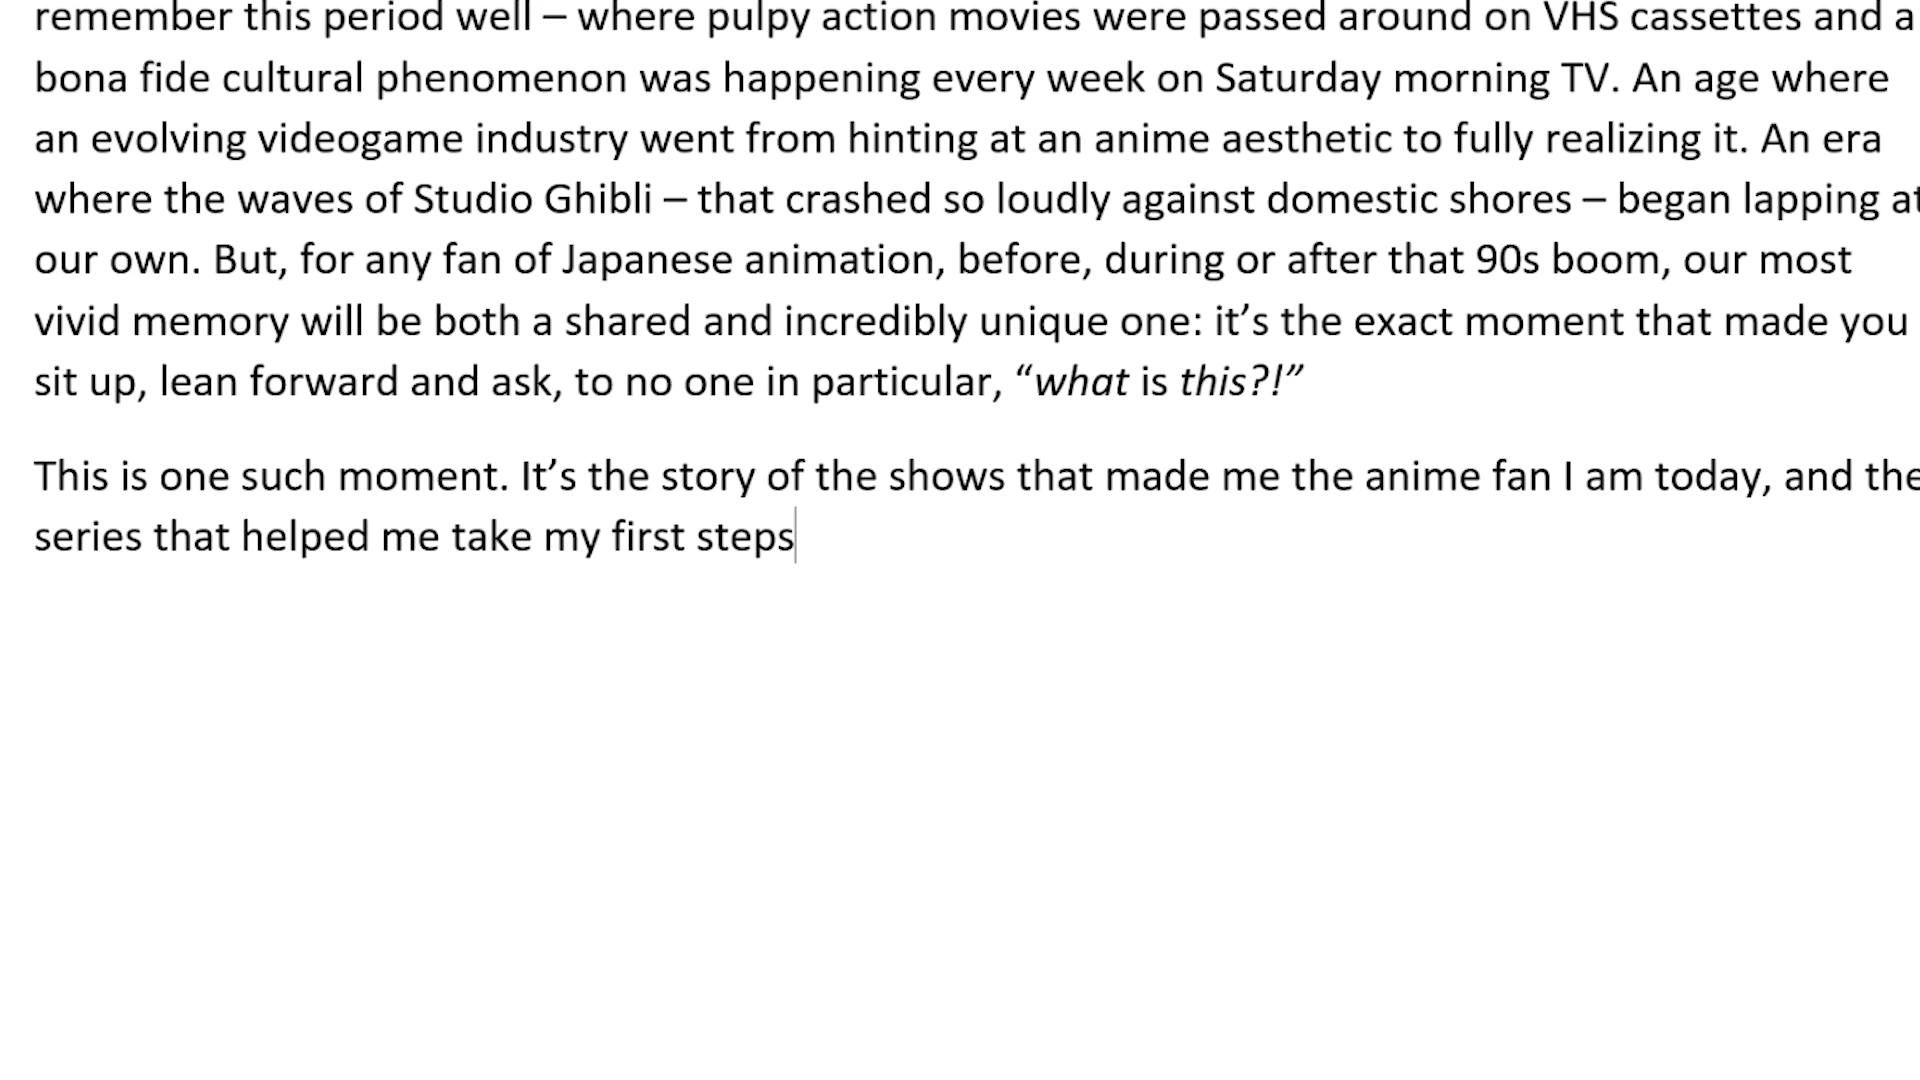 remember this period well – where pulpy action movies were passed around on VHS cassettes and a
bona fide cultural phenomenon was happening every week on Saturday morning TV. An age where
an evolving videogame industry went from hinting at an anime aesthetic to fully realizing it. An era
where the waves of Studio Ghibli – that crashed so loudly against domestic shores – began lapping at
our own. But, for any fan of Japanese animation, before, during or after that 90s boom, our most
vivid memory will be both a shared and incredibly unique one: it’s the exact moment that made you
sit up, lean forward and ask, to no one in particular, “what is this?!”
This is one such moment. It’s the story of the shows that made me the anime fan I am today, and the
series that helped me take my first steps